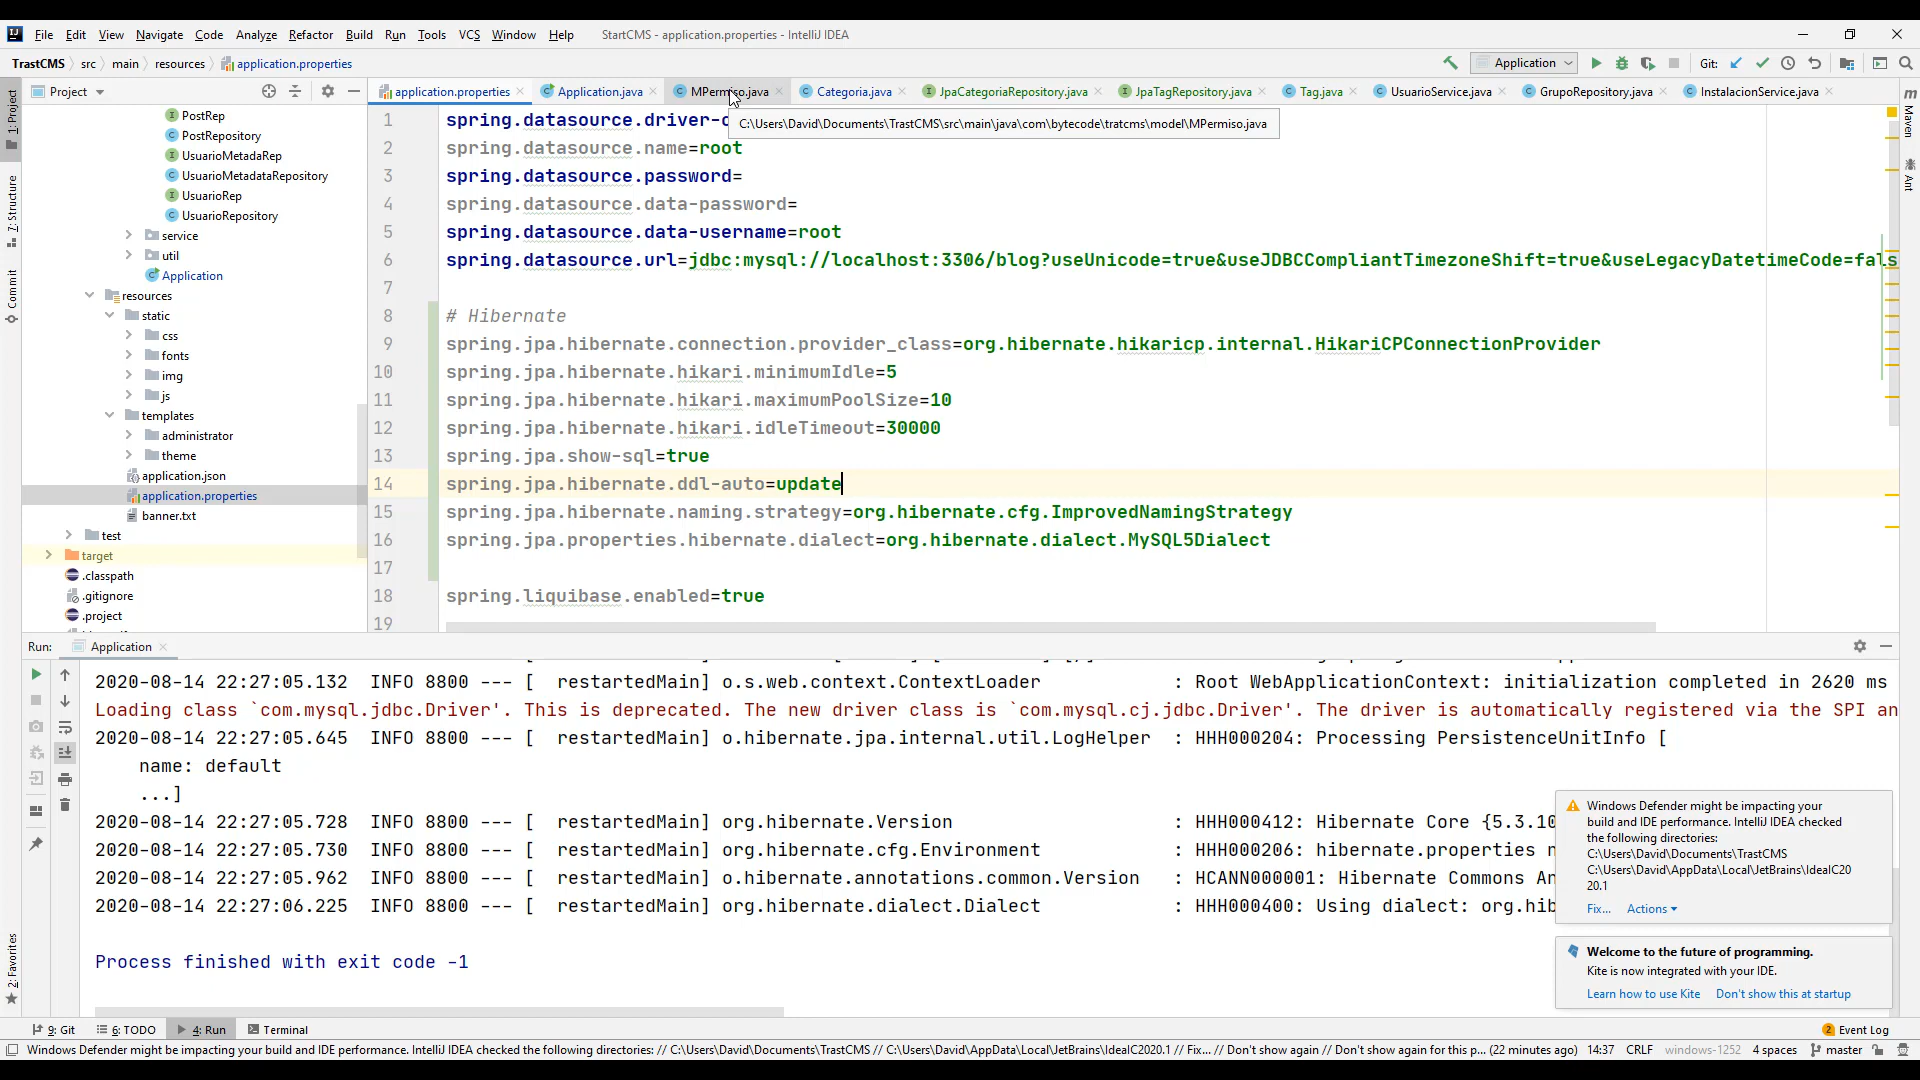 File Edit View Navigate Code Analyze Refactor Build Run Tools VCS Window Help StartCMS - application.properties - IntelliJ IDEA
TrastCMS src main resources application.properties Application Git:
Project application.properties Application.java MPermiso.java Categoria.java JpaCategoriaRepository.java JpaTagRepository.java Tag.java UsuarioService.java GrupoRepository.java InstalacionService.java
C:\Users\David\Documents\TrastCMS\src\main\java\com\bytecode\tratcms\model\MPermiso.java
1: Project
7: Structure
Commit
2: Favorites
Maven
Ant
PostRep
PostRepository
UsuarioMetadaRep
UsuarioMetadataRepository
UsuarioRep
UsuarioRepository
service
util
Application
resources
static
css
fonts
img
js
templates
administrator
theme
application.json
application.properties
banner.txt
test
target
.classpath
.gitignore
.project
1 spring.datasource.driver-c
2 spring.datasource.name=root
3 spring.datasource.password=
4 spring.datasource.data-password=
5 spring.datasource.data-username=root
6 spring.datasource.url=jdbc:mysql://localhost:3306/blog?useUnicode=true&useJDBCCompliantTimezoneShift=true&useLegacyDatetimeCode=fals
7
8 # Hibernate
9 spring.jpa.hibernate.connection.provider_class=org.hibernate.hikaricp.internal.HikariCPConnectionProvider
10 spring.jpa.hibernate.hikari.minimumIdle=5
11 spring.jpa.hibernate.hikari.maximumPoolSize=10
12 spring.jpa.hibernate.hikari.idleTimeout=30000
13 spring.jpa.show-sql=true
14 spring.jpa.hibernate.ddl-auto=update
15 spring.jpa.hibernate.naming.strategy=org.hibernate.cfg.ImprovedNamingStrategy
16 spring.jpa.properties.hibernate.dialect=org.hibernate.dialect.MySQL5Dialect
17
18 spring.liquibase.enabled=true
19
Run: Application
2020-08-14 22:27:05.132 INFO 8800 --- [ restartedMain] o.s.web.context.ContextLoader : Root WebApplicationContext: initialization completed in 2620 ms
Loading class `com.mysql.jdbc.Driver'. This is deprecated. The new driver class is `com.mysql.cj.jdbc.Driver'. The driver is automatically registered via the SPI an
2020-08-14 22:27:05.645 INFO 8800 --- [ restartedMain] o.hibernate.jpa.internal.util.LogHelper : HHH000204: Processing PersistenceUnitInfo [
name: default
...]
2020-08-14 22:27:05.728 INFO 8800 --- [ restartedMain] org.hibernate.Version : HHH000412: Hibernate Core {5.3.10
2020-08-14 22:27:05.730 INFO 8800 --- [ restartedMain] org.hibernate.cfg.Environment : HHH000206: hibernate.properties n
2020-08-14 22:27:05.962 INFO 8800 --- [ restartedMain] o.hibernate.annotations.common.Version : HCANN000001: Hibernate Commons An
2020-08-14 22:27:06.225 INFO 8800 --- [ restartedMain] org.hibernate.dialect.Dialect : HHH000400: Using dialect: org.hib
Process finished with exit code -1
Windows Defender might be impacting your
build and IDE performance. IntelliJ IDEA checked
the following directories:
C:\Users\David\Documents\TrastCMS
C:\Users\David\AppData\Local\JetBrains\IdeaIC20
20.1
Fix... Actions
Welcome to the future of programming.
Kite is now integrated with your IDE.
Learn how to use Kite Don't show this at startup
9: Git 6: TODO 4: Run Terminal 2 Event Log
Windows Defender might be impacting your build and IDE performance. IntelliJ IDEA checked the following directories: // C:\Users\David\Documents\TrastCMS // C:\Users\David\AppData\Local\JetBrains\IdeaIC2020.1 // Fix... // Don't show again // Don't show again for this p... (22 minutes ago) 14:37 CRLF windows-1252 4 spaces master